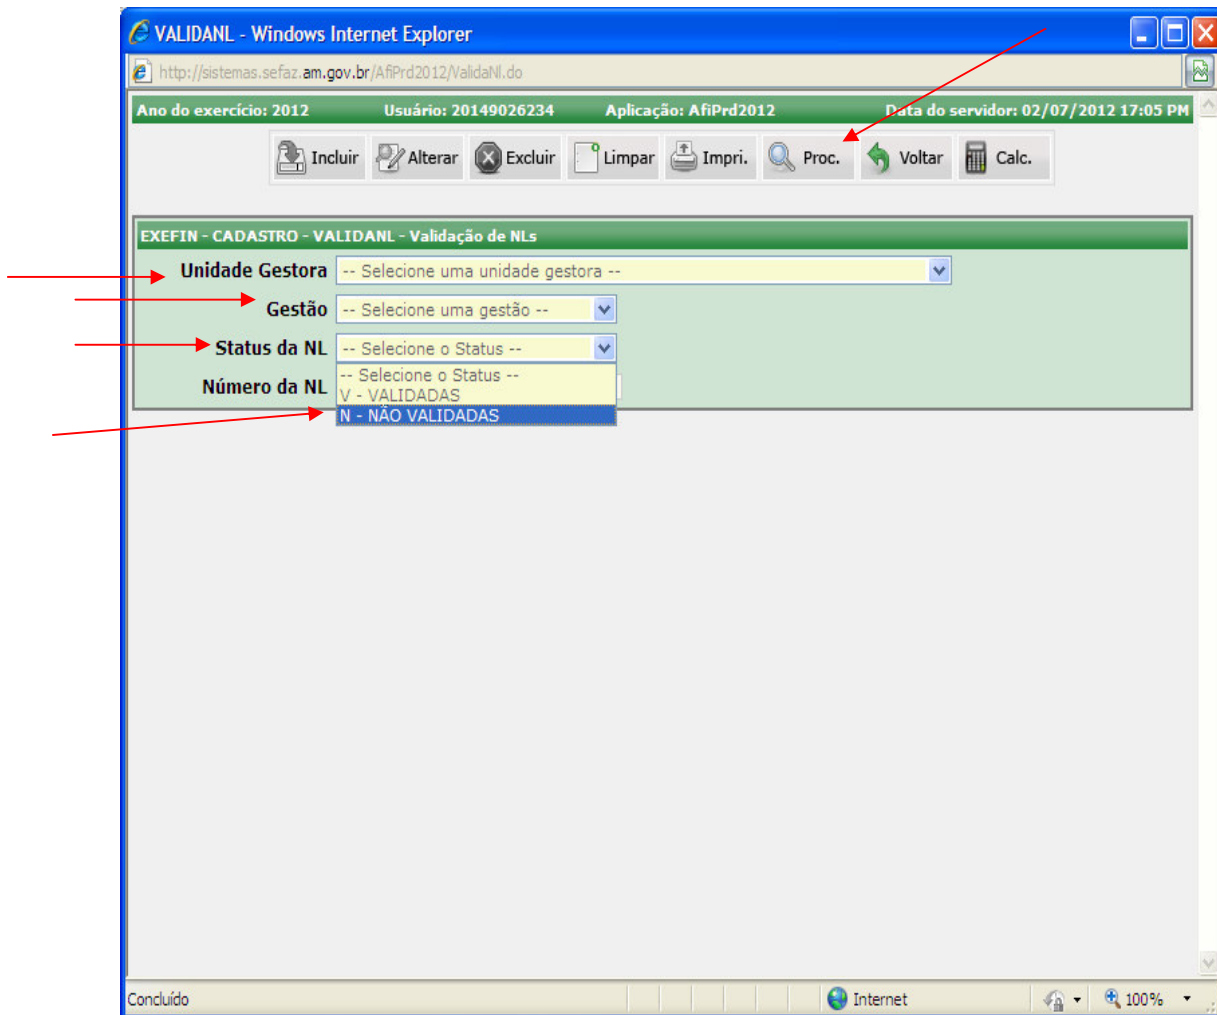 VALIDANL - Windows Internet Explorer
http://sistemas.sefaz.am.gov.br/AfiPrd2012/ValidaNl.do
Ano do exercício: 2012 Usuário: 20149026234 Aplicação: AfiPrd2012 Data do servidor: 02/07/2012 17:05 PM
Incluir Alterar Excluir Limpar Impri. Proc. Voltar Calc.
EXEFIN - CADASTRO - VALIDANL - Validação de NLs
Unidade Gestora -- Selecione uma unidade gestora --
Gestão -- Selecione uma gestão --
Status da NL -- Selecione o Status --
-- Selecione o Status --
Número da NL V - VALIDADAS
N - NÃO VALIDADAS
Concluído Internet 100%